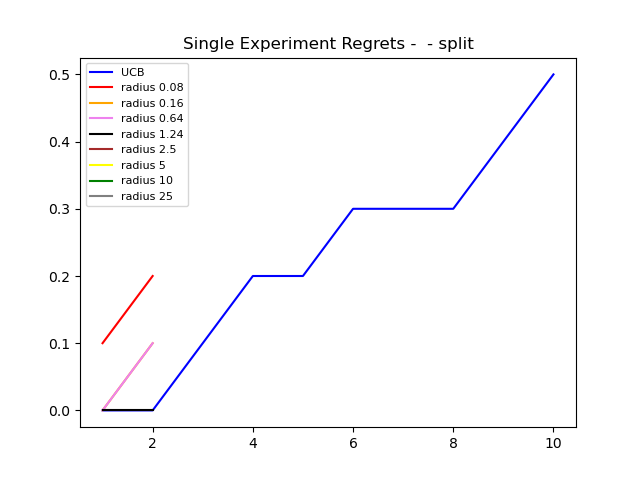 Single Experiment Regrets -  - split
UCB
radius 0.08
radius 0.16
radius 0.64
radius 1.24
radius 2.5
radius 5
radius 10
radius 25
0.5
0.4
0.3
0.2
0.1
0.0
2 4 6 8 10